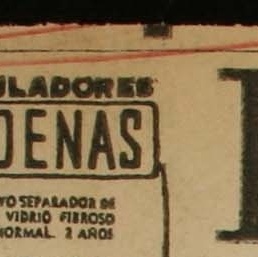 ULADORES
DENAS
VO SEPARADOR DE
VIDRIO FIBROSO
NORMAL. 2 AÑOS